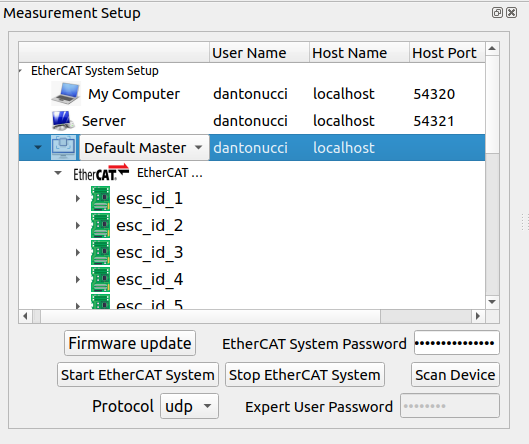 Measurement Setup
User Name Host Name Host Port
EtherCAT System Setup
My Computer dantonucci localhost 54320
Server dantonucci localhost 54321
Default Master dantonucci localhost
EtherCAT® EtherCAT ...
esc_id_1
esc_id_2
esc_id_3
esc_id_4
esc_id_5
Firmware update EtherCAT System Password ●●●●●●●●●●●●●●●
Start EtherCAT System Stop EtherCAT System Scan Device
Protocol udp Expert User Password ●●●●●●●●